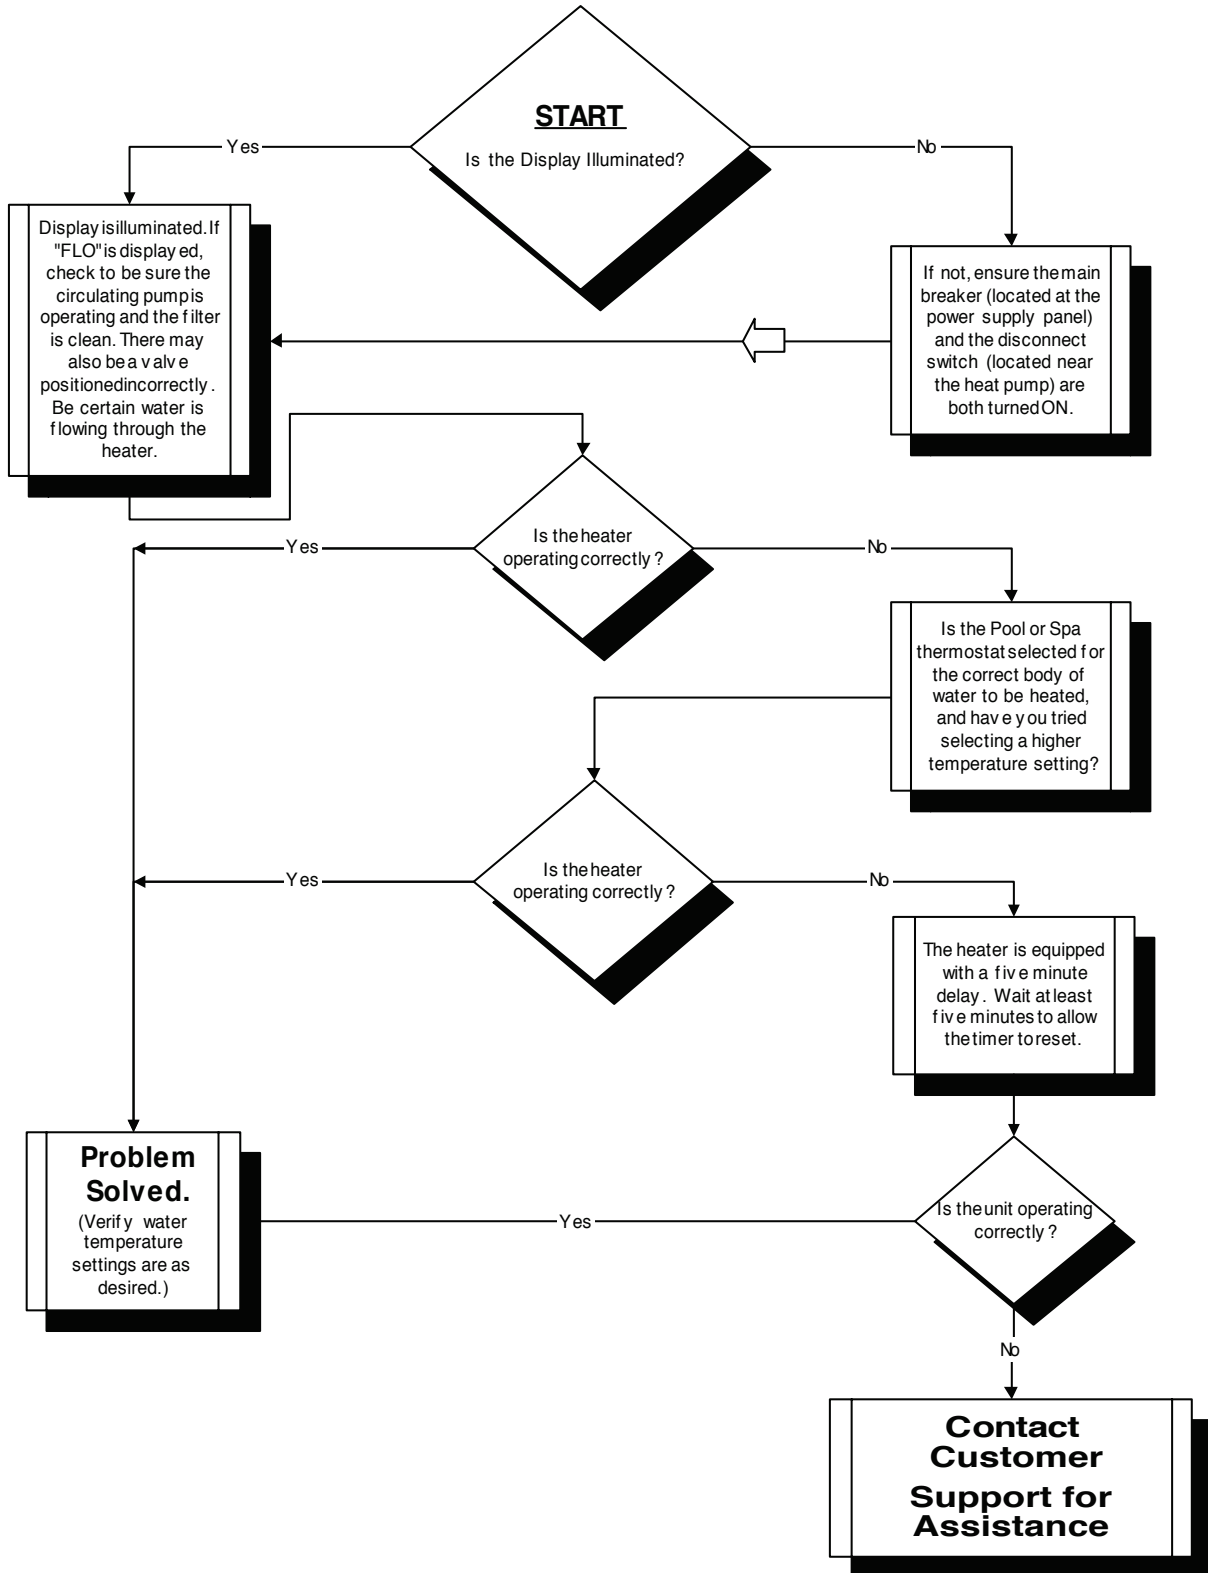 START
Is the Display Illuminated?
Yes
No
Display is illuminated. If
"FLO" is displayed,
check to be sure the
circulating pump is
operating and the filter
is clean. There may
also be a valve
positioned incorrectly.
Be certain water is
flowing through the
heater.
If not, ensure the main
breaker (located at the
power supply panel)
and the disconnect
switch (located near
the heat pump) are
both turned ON.
Is the heater
operating correctly?
Yes
No
Is the Pool or Spa
thermostat selected for
the correct body of
water to be heated,
and have you tried
selecting a higher
temperature setting?
Is the heater
operating correctly?
Yes
No
The heater is equipped
with a five minute
delay. Wait at least
five minutes to allow
the timer to reset.
Problem
Solved.
(Verify water
temperature
settings are as
desired.)
Yes
Is the unit operating
correctly?
No
Contact
Customer
Support for
Assistance